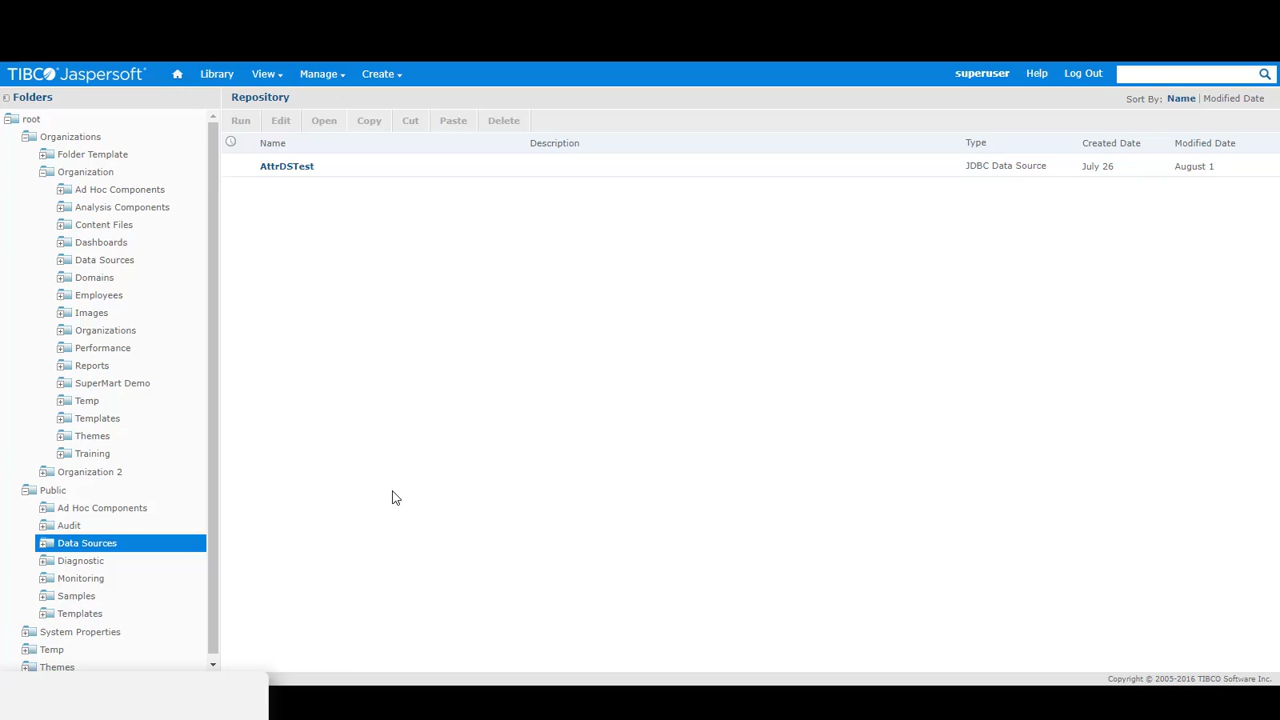 TIBCO Jaspersoft Library View Manage Create superuser Help Log Out
Folders
Repository
Sort By: Name | Modified Date
root
Organizations
Folder Template
Organization
Ad Hoc Components
Analysis Components
Content Files
Dashboards
Data Sources
Domains
Employees
Images
Organizations
Performance
Reports
SuperMart Demo
Temp
Templates
Themes
Training
Organization 2
Public
Ad Hoc Components
Audit
Data Sources
Diagnostic
Monitoring
Samples
Templates
System Properties
Temp
Themes
Run Edit Open Copy Cut Paste Delete
Name Description Type Created Date Modified Date
AttrDSTest JDBC Data Source July 26 August 1
Copyright © 2005-2016 TIBCO Software Inc.